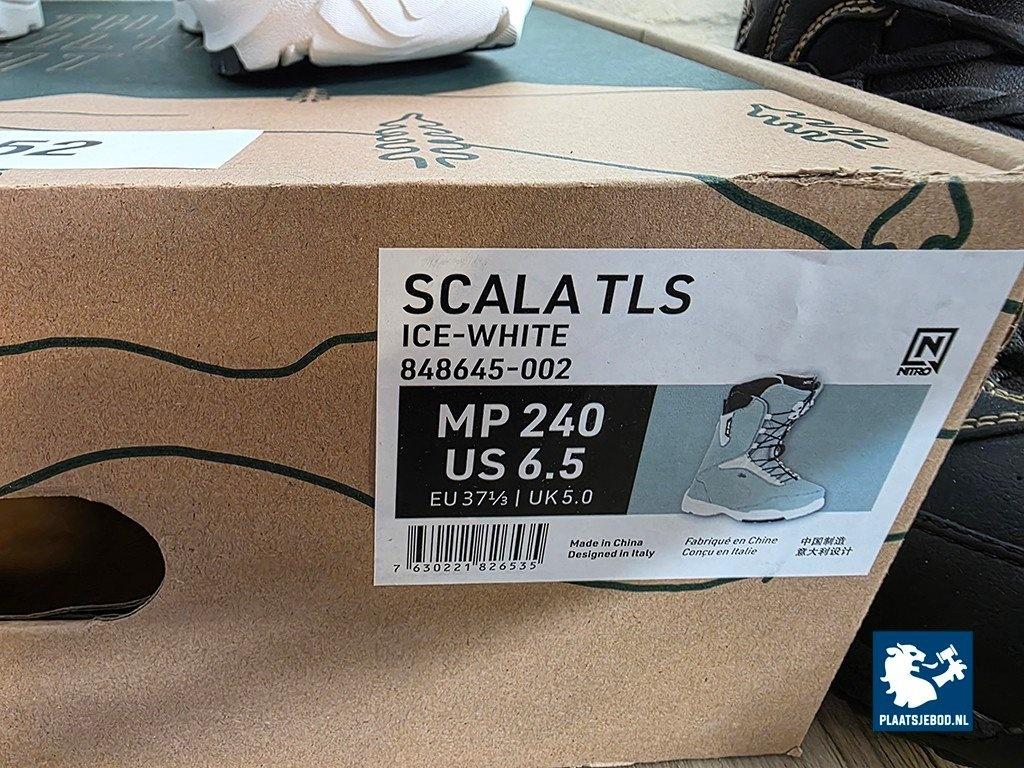 52
SCALA TLS
ICE-WHITE
848645-002
NITRO
MP 240
US 6.5
EU 37⅓ | UK 5.0
7 630221 826535
Made in China
Designed in Italy
Fabriqué en Chine
Conçu en Italie
中国制造
意大利设计
PLAATSJEBOD.NL